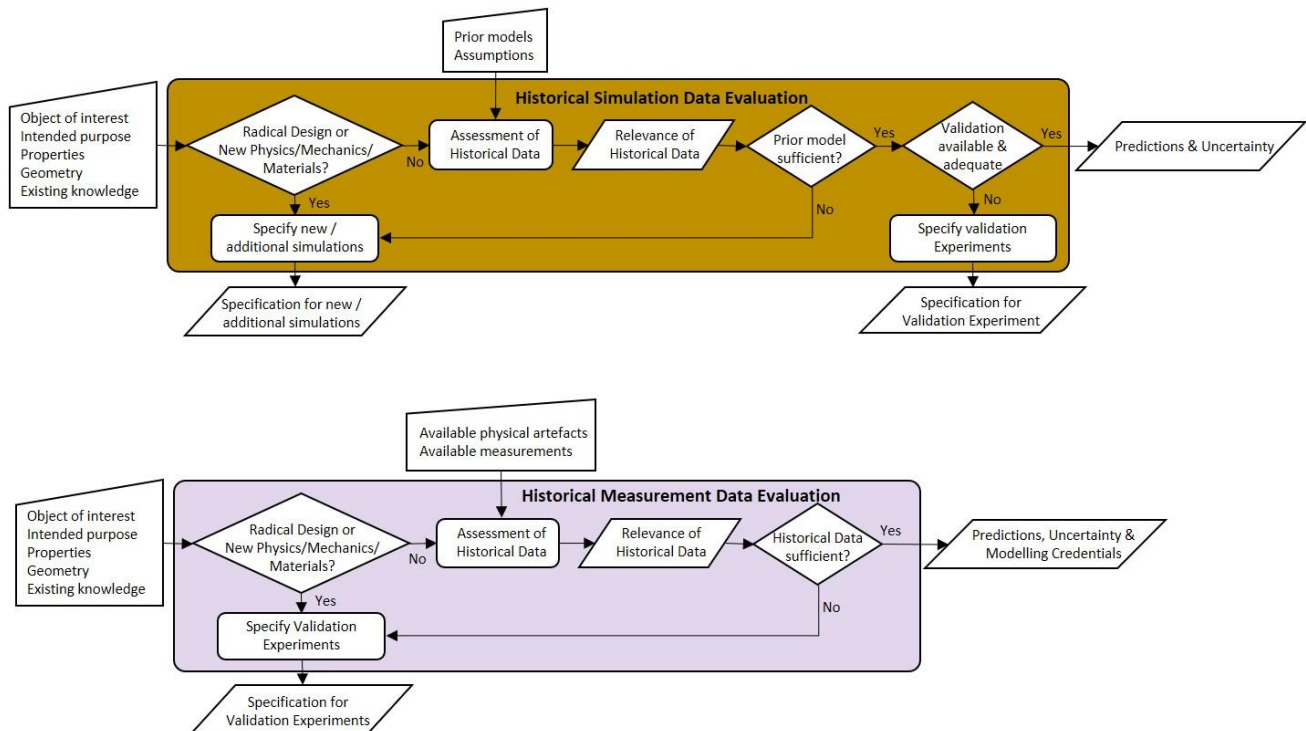 Prior models
Assumptions
Historical Simulation Data Evaluation
Object of interest
Intended purpose
Properties
Geometry
Existing knowledge
Radical Design or
New Physics/Mechanics/
Materials?
No
Assessment of
Historical Data
Relevance of
Historical Data
Prior model
sufficient?
Yes
Validation
available &
adequate
Yes
Predictions & Uncertainty
Yes
No
No
Specify new /
additional simulations
Specify validation
Experiments
Specification for new /
additional simulations
Specification for
Validation Experiment
Available physical artefacts
Available measurements
Historical Measurement Data Evaluation
Object of interest
Intended purpose
Properties
Geometry
Existing knowledge
Radical Design or
New Physics/Mechanics/
Materials?
No
Assessment of
Historical Data
Relevance of
Historical Data
Historical Data
sufficient?
Yes
Predictions, Uncertainty &
Modelling Credentials
Yes
No
Specify Validation
Experiments
Specification for
Validation Experiments